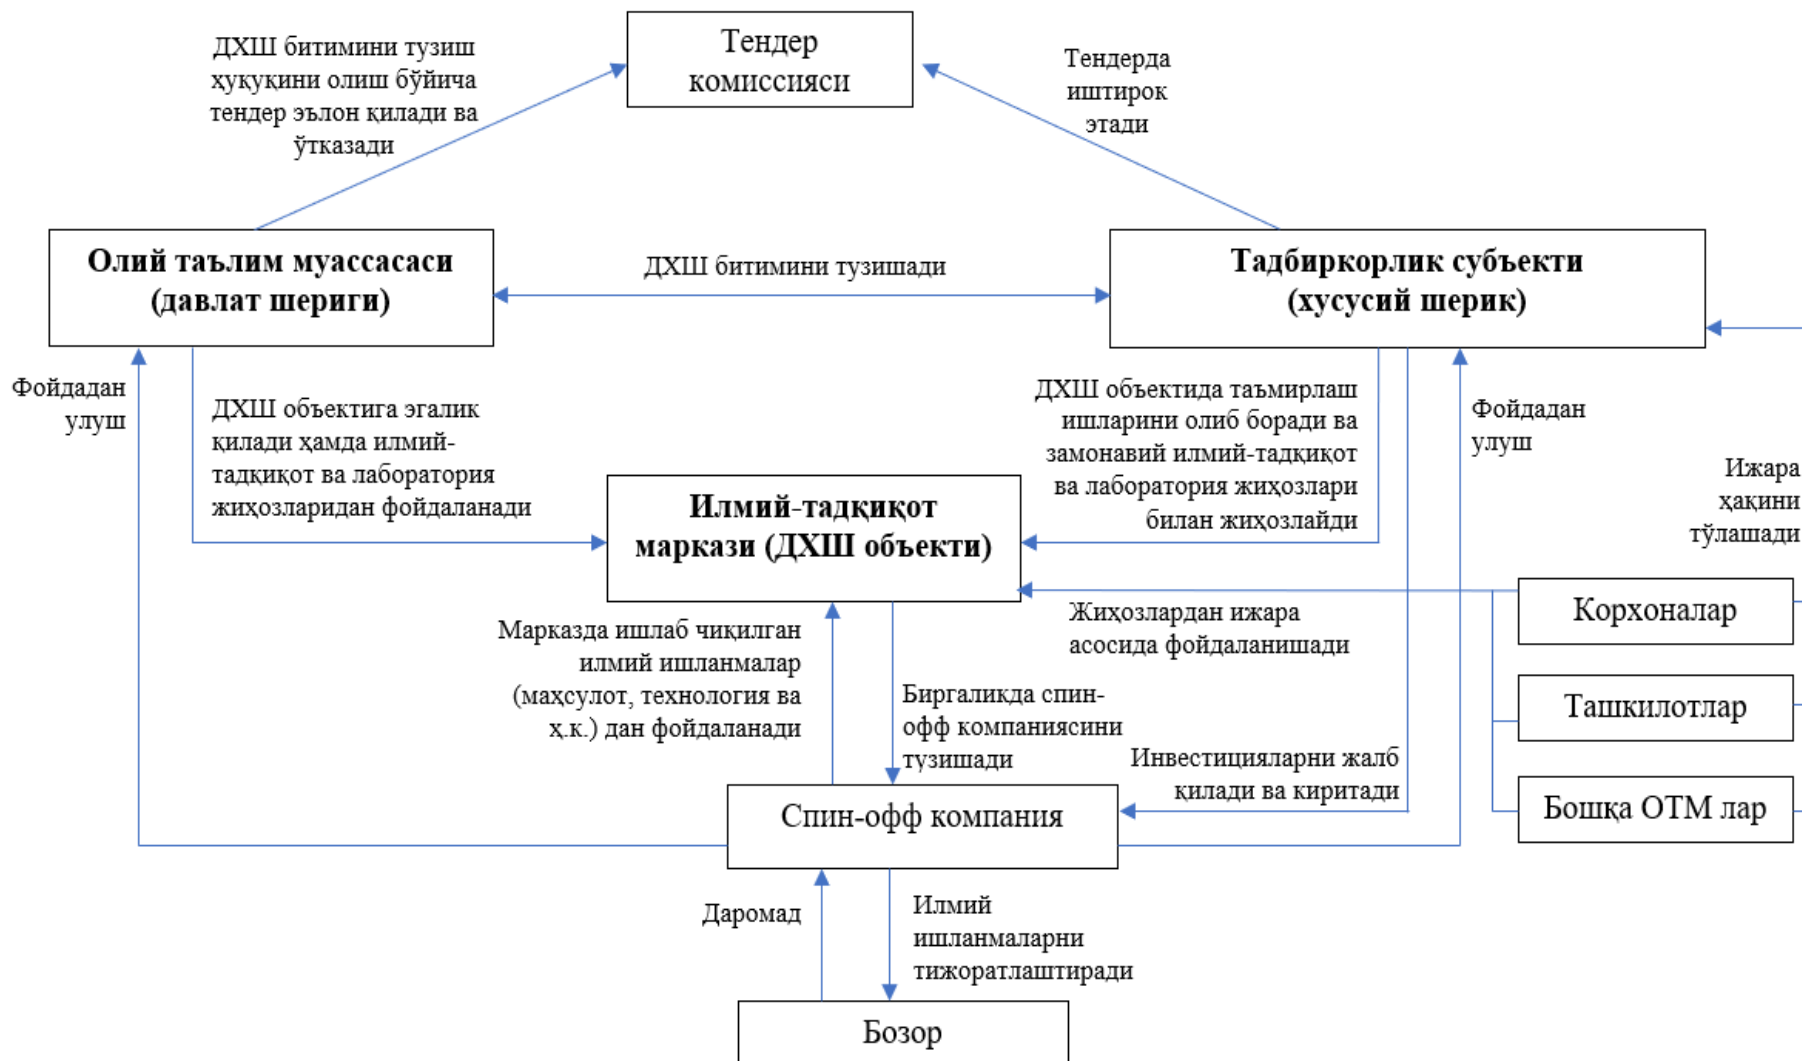 Тендер
комиссияси
ДХШ битимини тузиш
ҳуқуқини олиш бўйича
тендер эълон қилади ва
ўтказади
Тендерда
иштирок
этади
Олий таълим муассасаси
(давлат шериги)
ДХШ битимини тузишади
Тадбиркорлик субъекти
(хусусий шерик)
Фойдадан
улуш
ДХШ объектига эгалик
қилади ҳамда илмий-
тадқиқот ва лаборатория
жиҳозларидан фойдаланади
ДХШ объектида таъмирлаш
ишларини олиб боради ва
замонавий илмий-тадқиқот
ва лаборатория жиҳозлари
билан жиҳозлайди
Фойдадан
улуш
Ижара
ҳақини
тўлашади
Илмий-тадқиқот
маркази (ДХШ объекти)
Марказда ишлаб чиқилган
илмий ишланмалар
(маҳсулот, технология ва
ҳ.к.) дан фойдаланади
Биргаликда спин-
офф компаниясини
тузишади
Жиҳозлардан ижара
асосида фойдаланишади
Инвестицияларни жалб
қилади ва киритади
Корхоналар
Ташкилотлар
Бошқа ОТМ лар
Спин-офф компания
Даромад
Илмий
ишланмаларни
тижоратлаштиради
Бозор